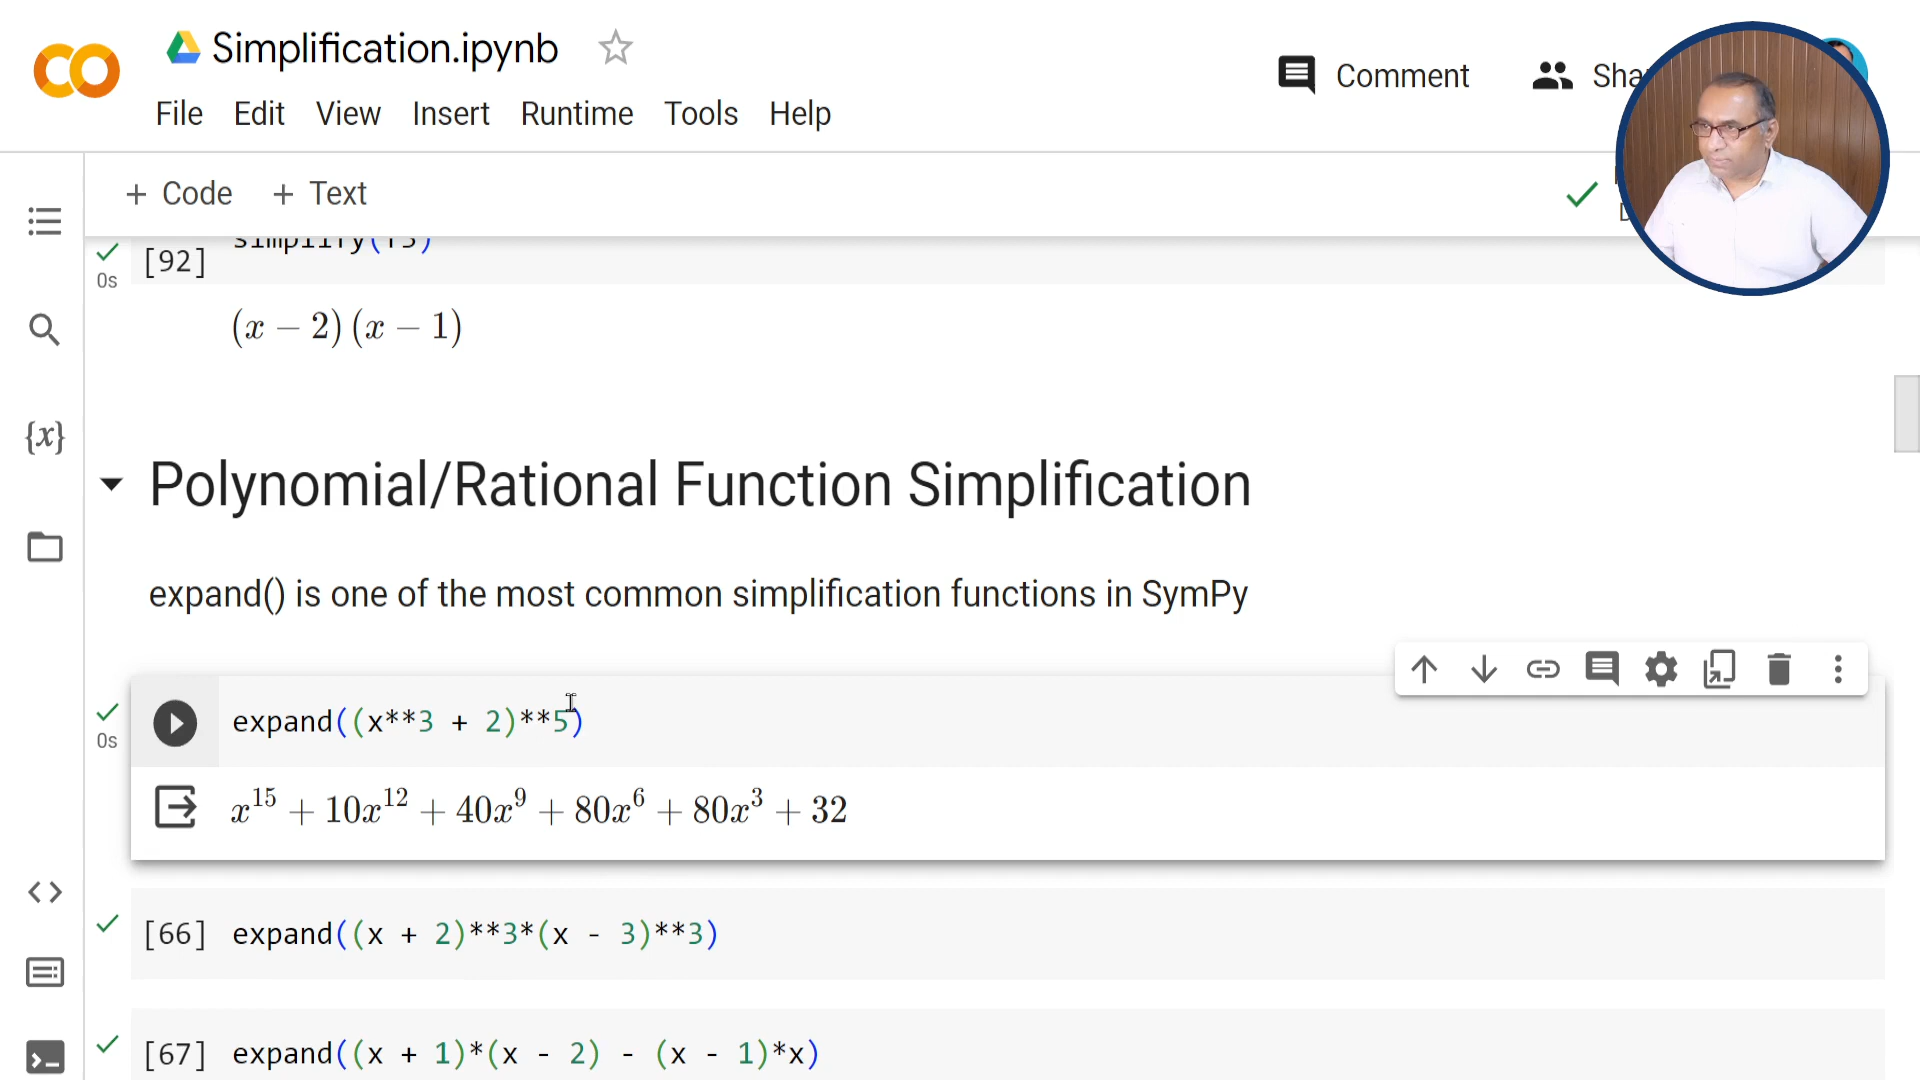 Simplification.ipynb
Comment
File Edit View Insert Runtime Tools Help
+ Code + Text
[92]
0s
(x − 2) (x − 1)
{x}
Polynomial/Rational Function Simplification
expand() is one of the most common simplification functions in SymPy
expand((x**3 + 2)**5)
0s
x^15 + 10x^12 + 40x^9 + 80x^6 + 80x^3 + 32
[66] expand((x + 2)**3*(x - 3)**3)
[67] expand((x + 1)*(x - 2) - (x - 1)*x)